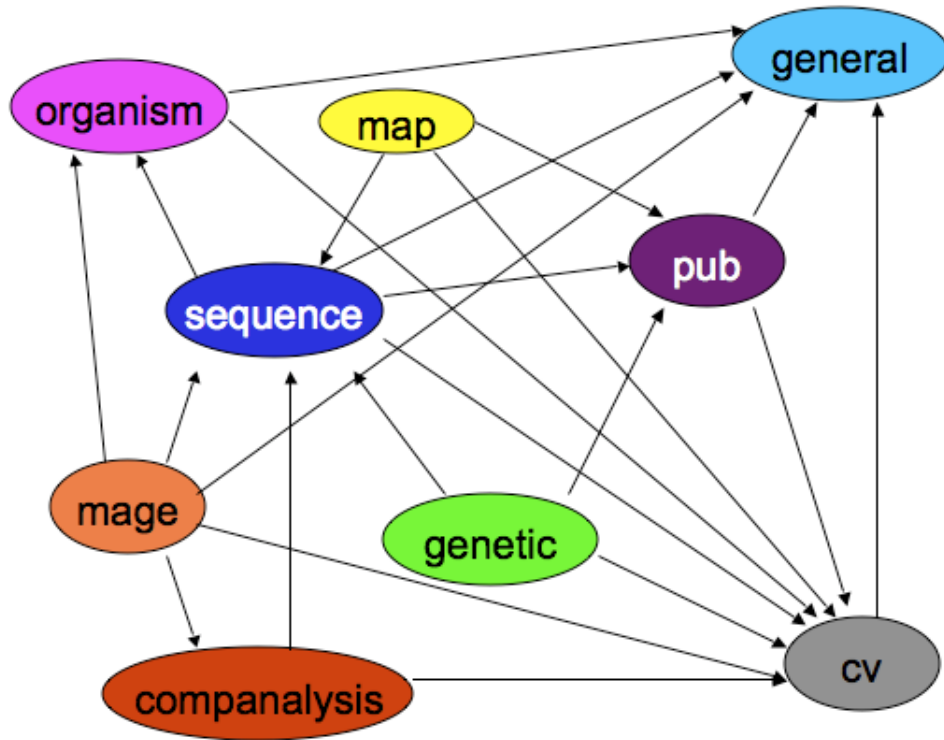 general
organism
map
pub
sequence
mage
genetic
cv
companalysis